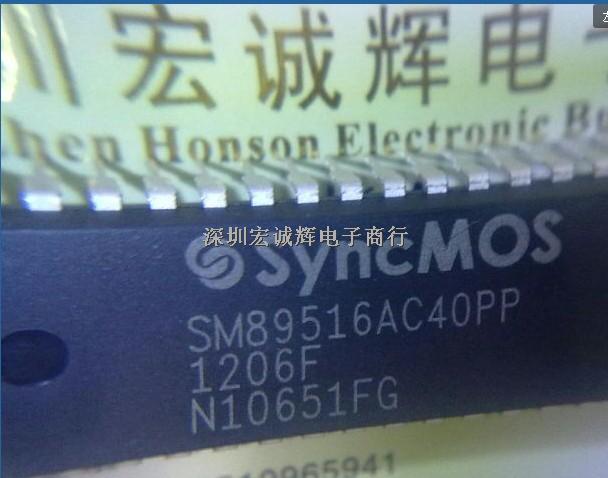 圳宏诚辉电子
Honson Electronic
深圳宏诚辉电子商行
SyncMOS
SM89516AC40PP
1206F
N10651FG
10965941